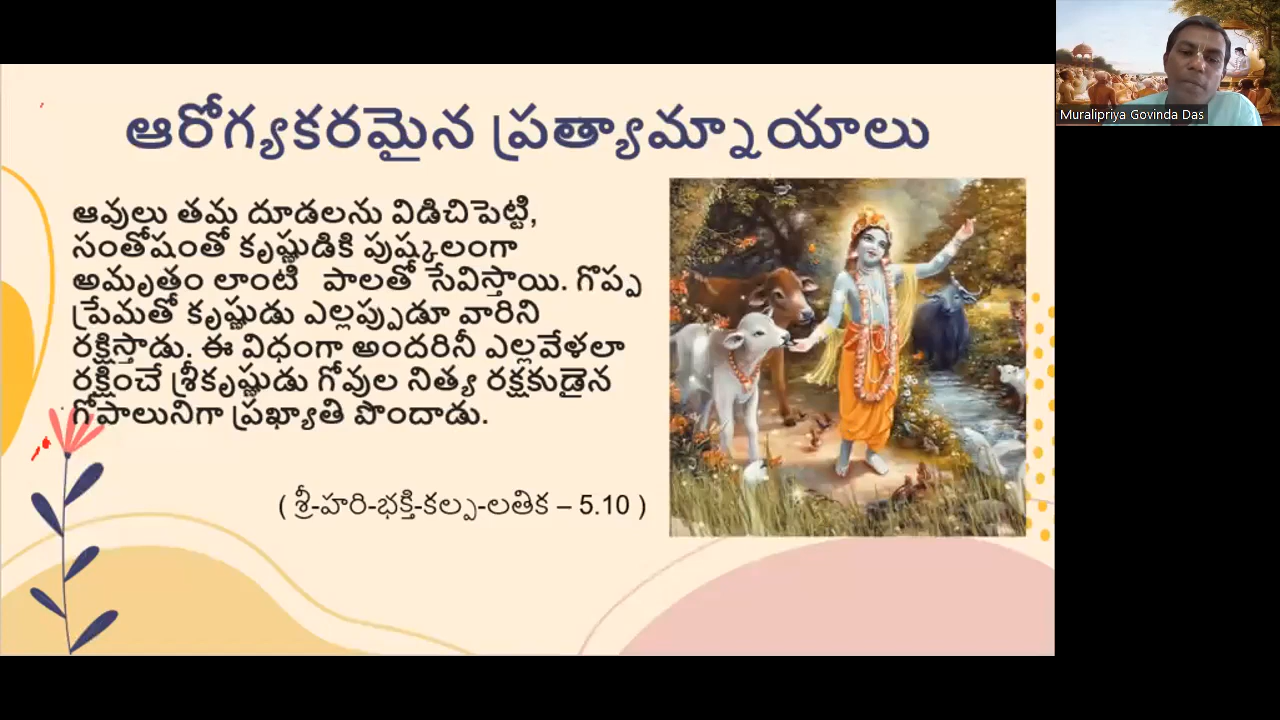 ఆరోగ్యకరమైన ప్రత్యామ్నాయాలు
ఆవులు తమ దూడలను విడిచిపెట్టి,
సంతోషంతో కృష్ణుడికి పుష్కలంగా
అమృతం లాంటి పాలతో సేవిస్తాయి. గొప్ప
ప్రేమతో కృష్ణుడు ఎల్లప్పుడూ వారిని
రక్షిస్తాడు. ఈ విధంగా అందరినీ ఎల్లవేళలా
రక్షించే శ్రీకృష్ణుడు గోవుల నిత్య రక్షకుడైన
గోపాలునిగా ప్రఖ్యాతి పొందాడు.
( శ్రీ-హరి-భక్తి-కల్ప-లతిక – 5.10 )
Muralipriya Govinda Das